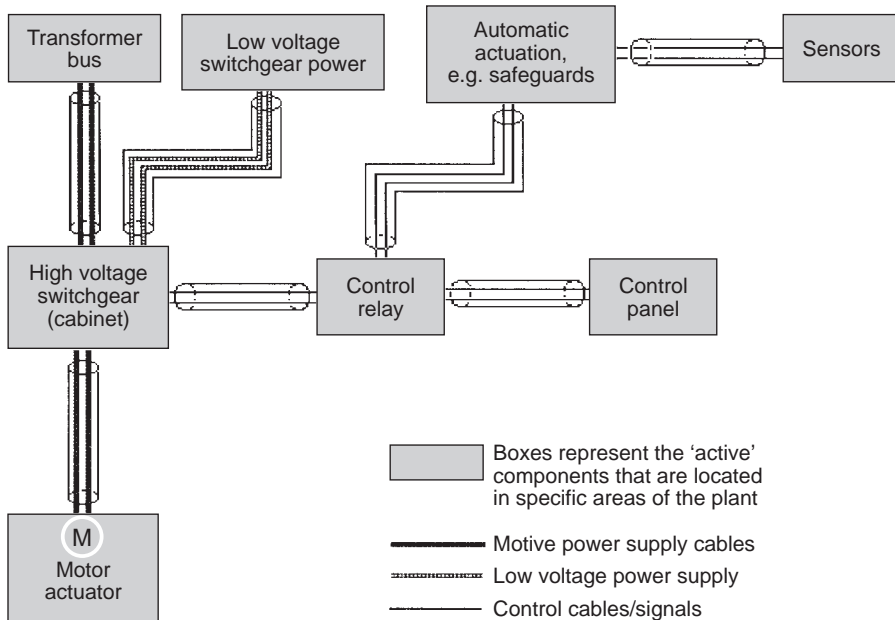 Transformer
bus
Low voltage
switchgear power
Automatic
actuation,
e.g. safeguards
Sensors
High voltage
switchgear
(cabinet)
Control
relay
Control
panel
M
Motor
actuator
Boxes represent the ‘active’
components that are located
in specific areas of the plant
Motive power supply cables
Low voltage power supply
Control cables/signals